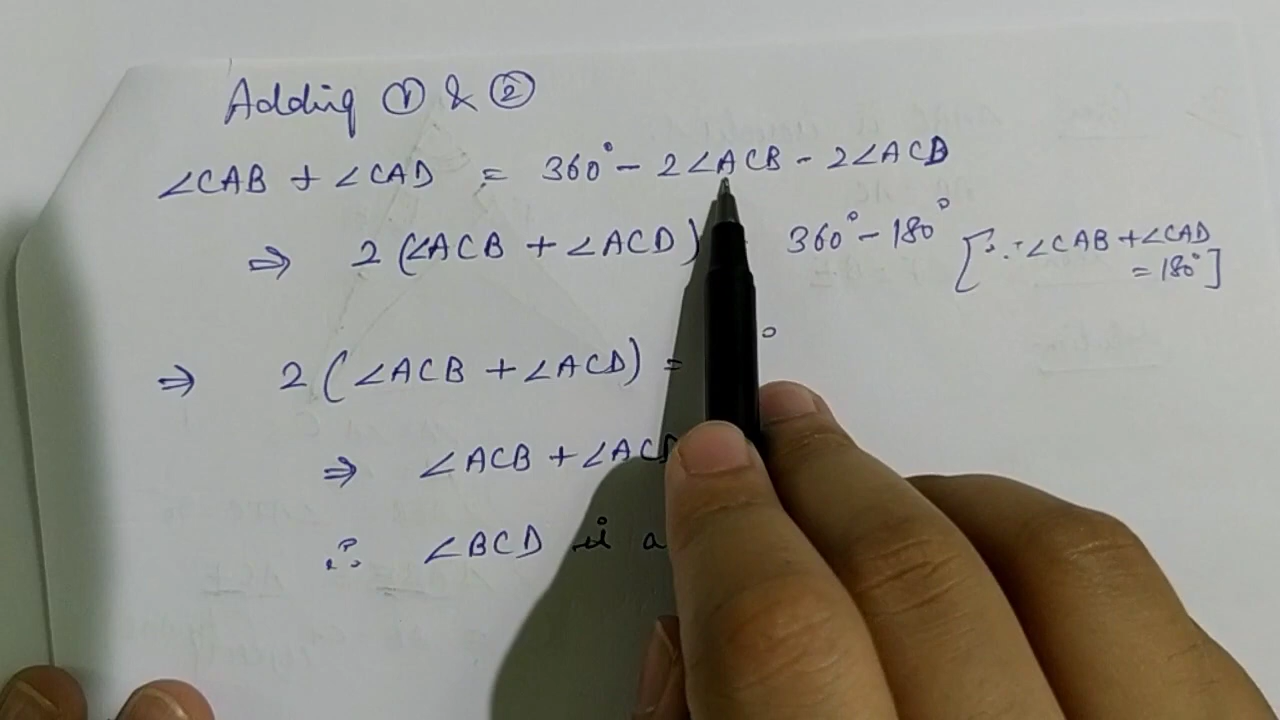 Adding ① & ②
∠CAB + ∠CAD = 360° - 2∠ACB - 2∠ACD
⇒ 2(∠ACB + ∠ACD) 360° - 180° [∵ ∠CAB + ∠CAD
= 180°]
⇒ 2(∠ACB + ∠ACD) = °
⇒ ∠ACB + ∠ACD
∴ ∠BCD is a